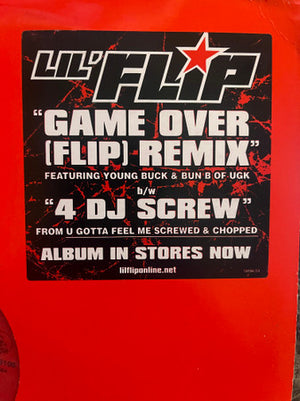 LIL' FLIP
"GAME OVER
(FLIP) REMIX"
FEATURING YOUNG BUCK & BUN B OF UGK
b/w
"4 DJ SCREW"
FROM U GOTTA FEEL ME SCREWED & CHOPPED
ALBUM IN STORES NOW
lilfliponline.net